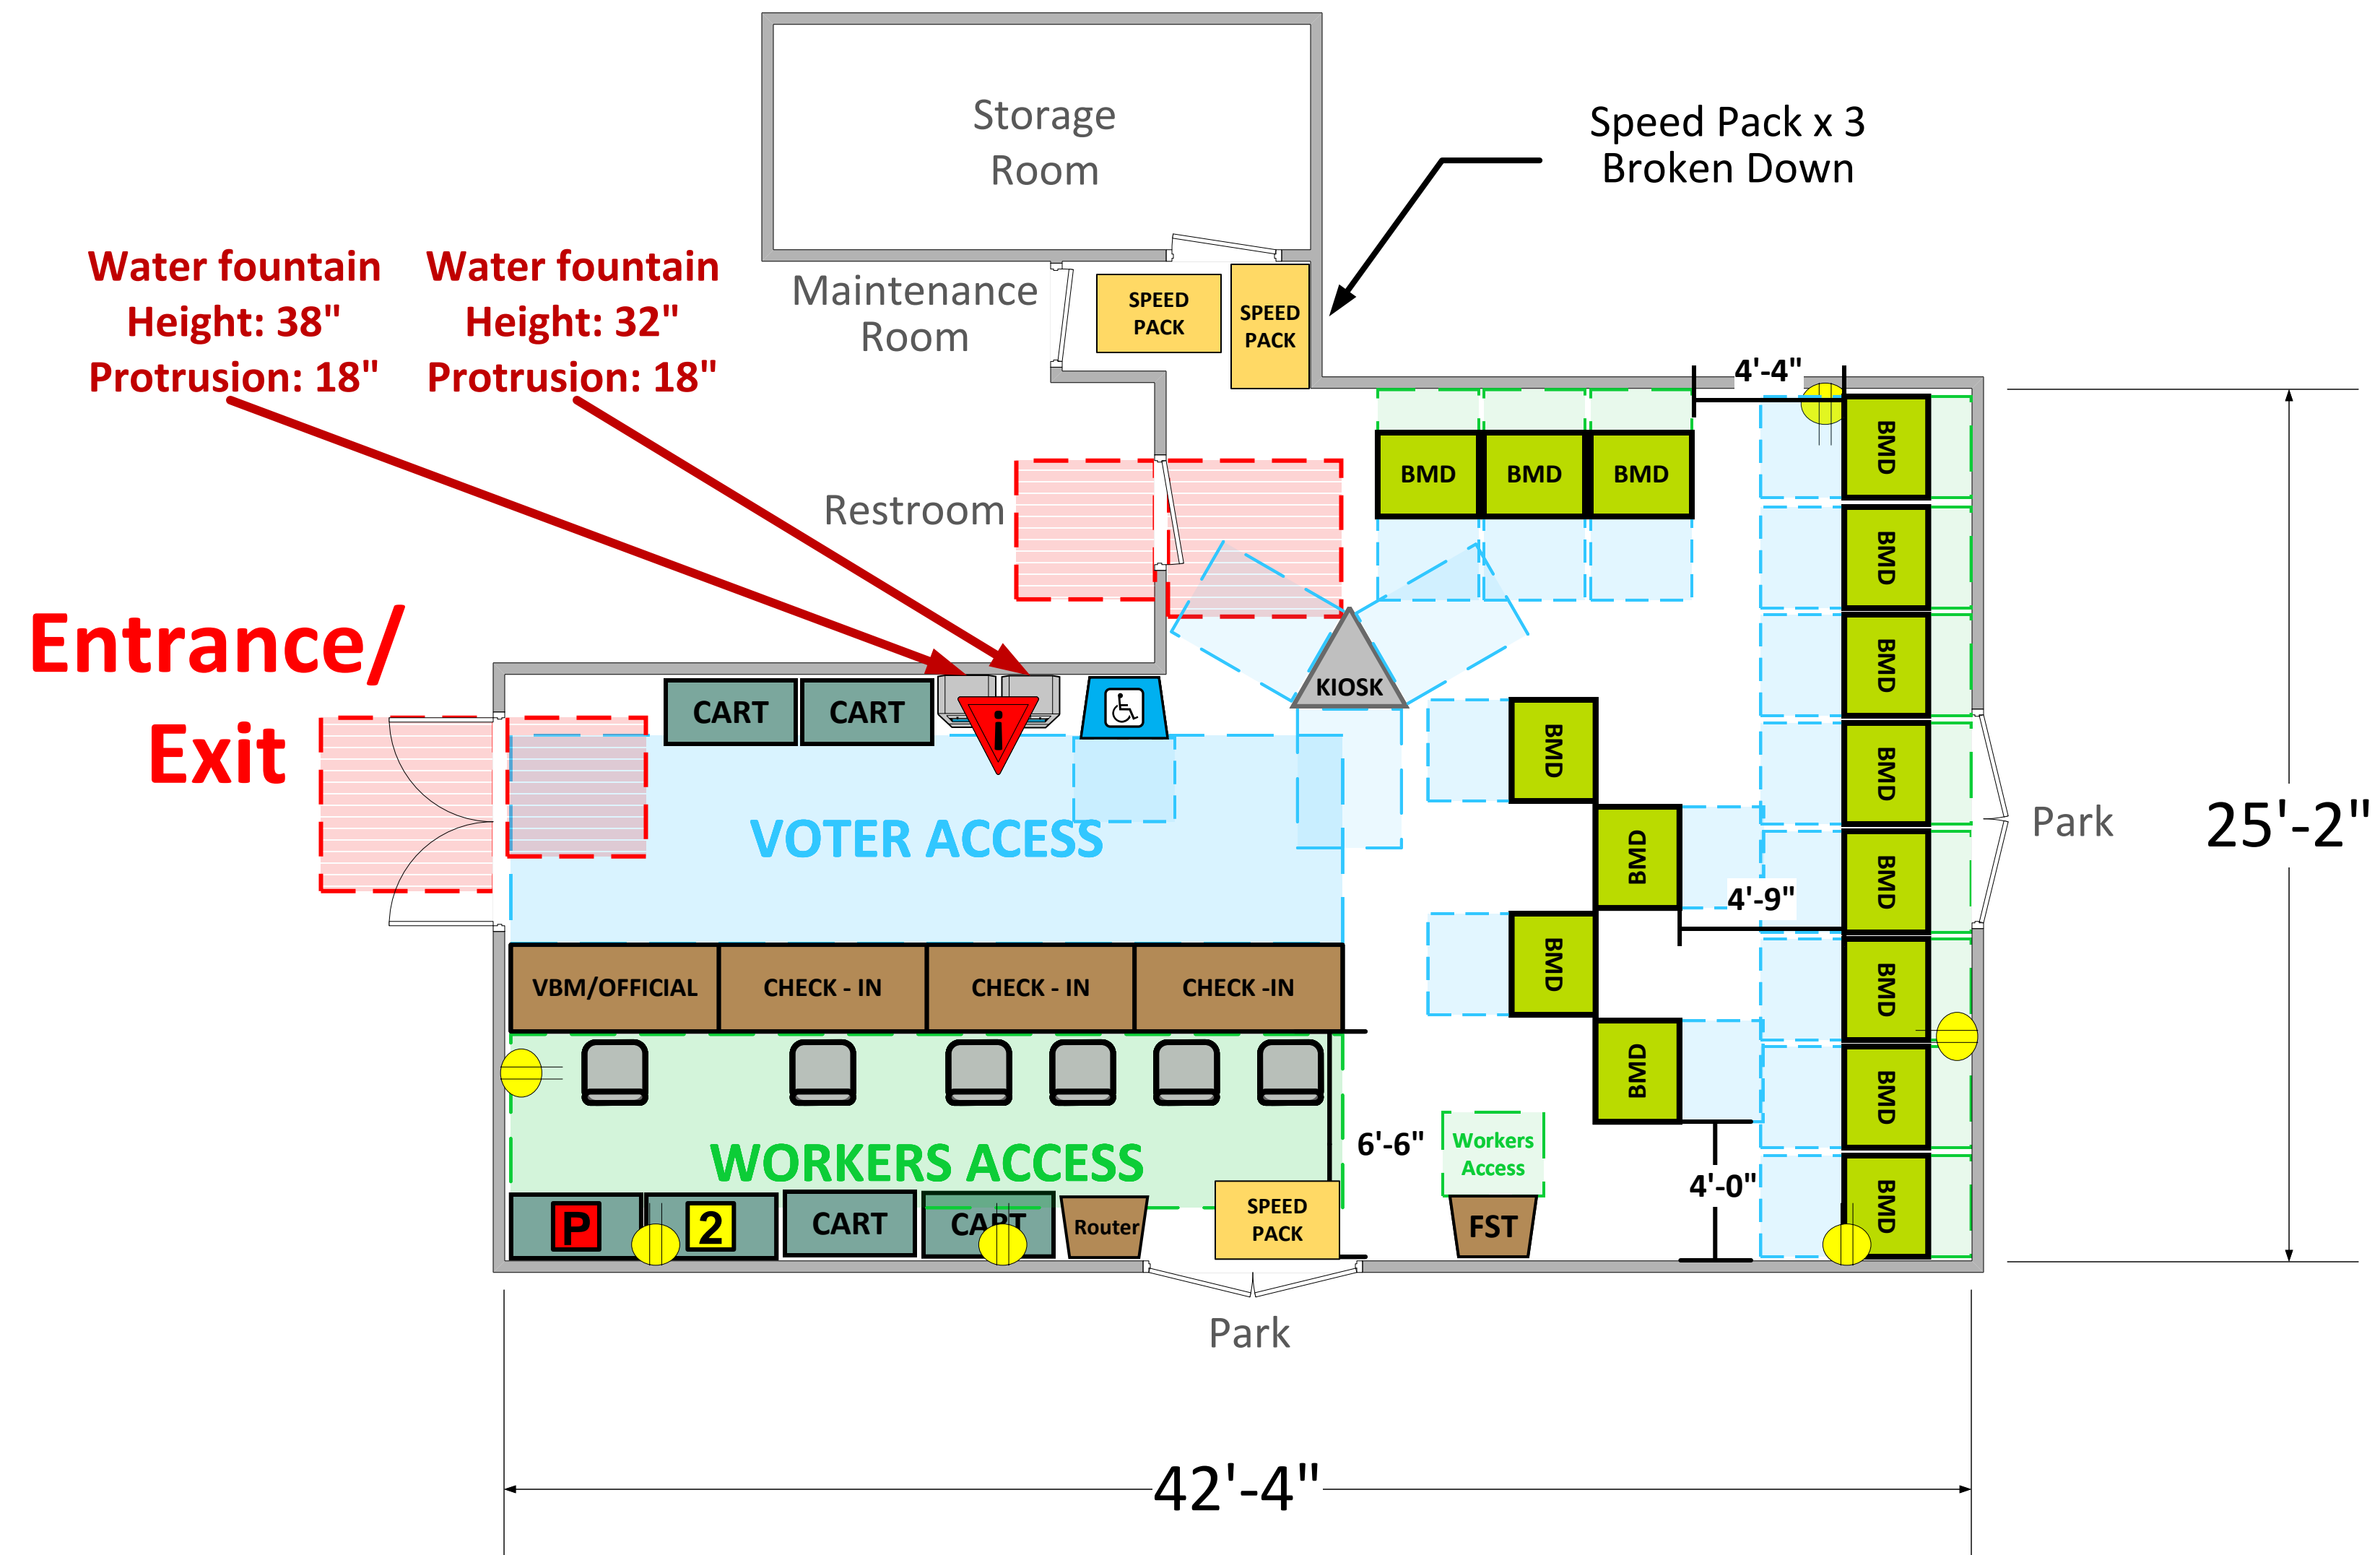 Storage
Room
Speed Pack x 3
Broken Down
Water fountain
Height: 38"
Protrusion: 18"
Water fountain
Height: 32"
Protrusion: 18"
Maintenance
Room
SPEED
PACK
SPEED
PACK
4'-4"
BMD
BMD
BMD
BMD
BMD
BMD
BMD
BMD
BMD
BMD
BMD
Restroom
Entrance/
Exit
CART
CART
i
KIOSK
BMD
BMD
BMD
BMD
VOTER ACCESS
4'-9"
Park
25'-2"
VBM/OFFICIAL
CHECK - IN
CHECK - IN
CHECK -IN
WORKERS ACCESS
6'-6"
Workers
Access
4'-0"
P
2
CART
CART
Router
SPEED
PACK
FST
Park
42'-4"